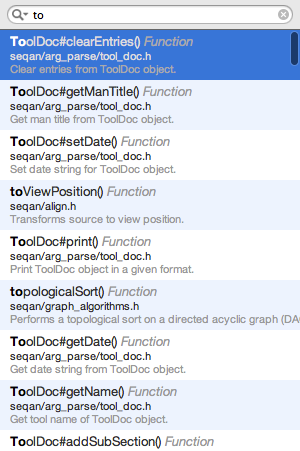 to
ToolDoc#clearEntries() Function
seqan/arg_parse/tool_doc.h
Clear entries from ToolDoc object.
ToolDoc#getManTitle() Function
seqan/arg_parse/tool_doc.h
Get man title from ToolDoc object.
ToolDoc#setDate() Function
seqan/arg_parse/tool_doc.h
Set date string for ToolDoc object.
toViewPosition() Function
seqan/align.h
Transforms source to view position.
ToolDoc#print() Function
seqan/arg_parse/tool_doc.h
Print ToolDoc object in a given format.
topologicalSort() Function
seqan/graph_algorithms.h
Performs a topological sort on a directed acyclic graph (DA
ToolDoc#getDate() Function
seqan/arg_parse/tool_doc.h
Get date string from ToolDoc object.
ToolDoc#getName() Function
seqan/arg_parse/tool_doc.h
Get tool name of ToolDoc object.
ToolDoc#addSubSection() Function